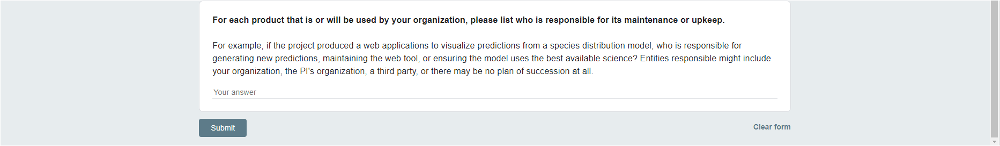 For each product that is or will be used by your organization, please list who is responsible for its maintenance or upkeep.
For example, if the project produced a web applications to visualize predictions from a species distribution model, who is responsible for
generating new predictions, maintaining the web tool, or ensuring the model uses the best available science? Entities responsible might include
your organization, the PI's organization, a third party, or there may be no plan of succession at all.
Your answer
Submit
Clear form